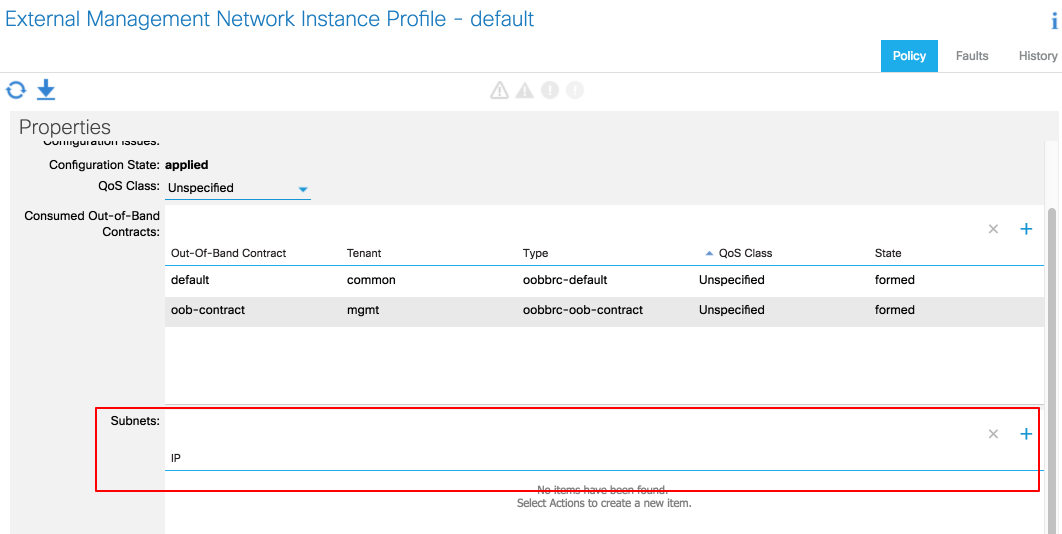 External Management Network Instance Profile - default
i
Policy Faults History
Properties
Configuration Issues:
Configuration State: applied
QoS Class: Unspecified
Consumed Out-of-Band
Contracts:
Out-Of-Band Contract Tenant Type QoS Class State
default common oobbrc-default Unspecified formed
oob-contract mgmt oobbrc-oob-contract Unspecified formed
Subnets:
IP
No items have been found.
Select Actions to create a new item.